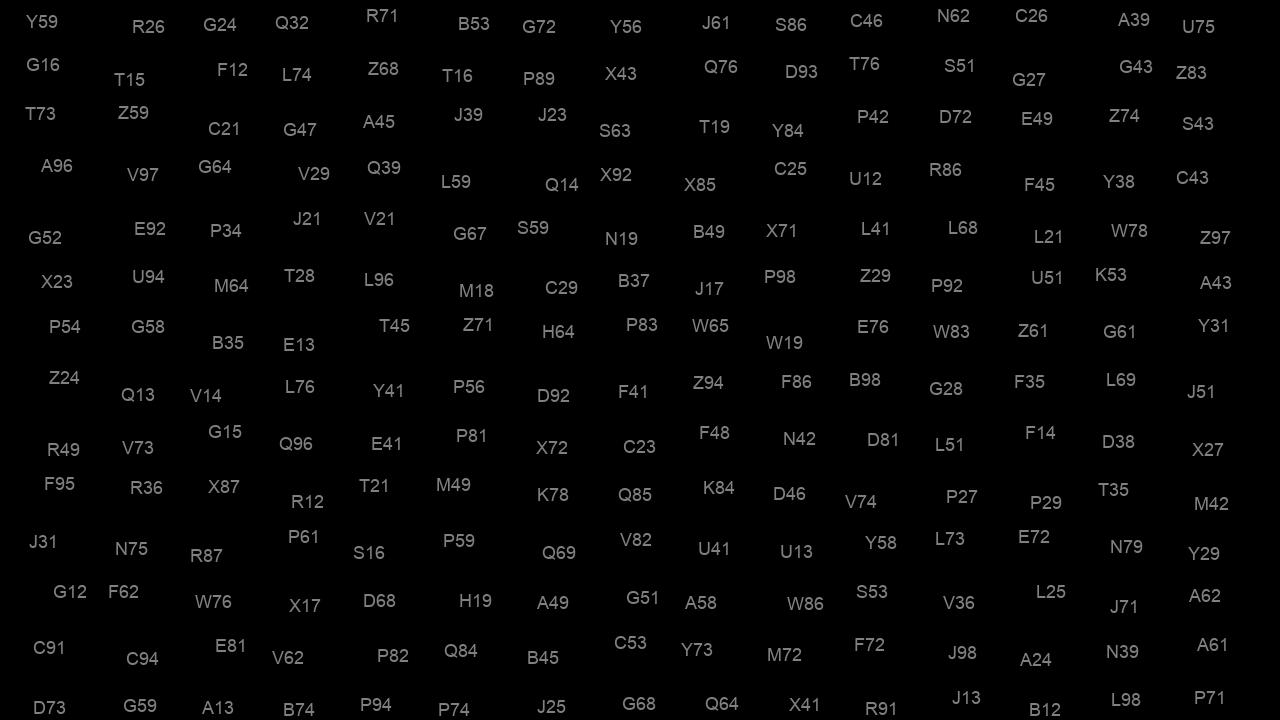 Y59 R26 G24 Q32 R71 B53 G72 Y56 J61 S86 C46 N62 C26 A39 U75
G16 T15 F12 L74 Z68 T16 P89 X43 Q76 D93 T76 S51 G27 G43 Z83
T73 Z59 C21 G47 A45 J39 J23 S63 T19 Y84 P42 D72 E49 Z74 S43
A96 V97 G64 V29 Q39 L59 Q14 X92 X85 C25 U12 R86 F45 Y38 C43
G52 E92 P34 J21 V21 G67 S59 N19 B49 X71 L41 L68 L21 W78 Z97
X23 U94 M64 T28 L96 M18 C29 B37 J17 P98 Z29 P92 U51 K53 A43
P54 G58 B35 E13 T45 Z71 H64 P83 W65 W19 E76 W83 Z61 G61 Y31
Z24 Q13 V14 L76 Y41 P56 D92 F41 Z94 F86 B98 G28 F35 L69 J51
R49 V73 G15 Q96 E41 P81 X72 C23 F48 N42 D81 L51 F14 D38 X27
F95 R36 X87 R12 T21 M49 K78 Q85 K84 D46 V74 P27 P29 T35 M42
J31 N75 R87 P61 S16 P59 Q69 V82 U41 U13 Y58 L73 E72 N79 Y29
G12 F62 W76 X17 D68 H19 A49 G51 A58 W86 S53 V36 L25 J71 A62
C91 C94 E81 V62 P82 Q84 B45 C53 Y73 M72 F72 J98 A24 N39 A61
D73 G59 A13 B74 P94 P74 J25 G68 Q64 X41 R91 J13 B12 L98 P71